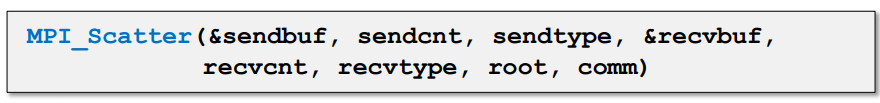 MPI_Scatter(&sendbuf, sendcnt, sendtype, &recvbuf,
recvcnt, recvtype, root, comm)